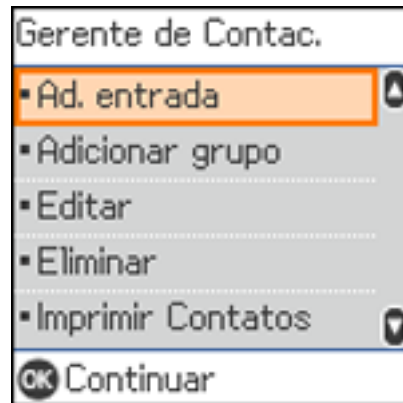 Gerente de Contac.
Ad. entrada
Adicionar grupo
Editar
Eliminar
Imprimir Contatos
OK Continuar